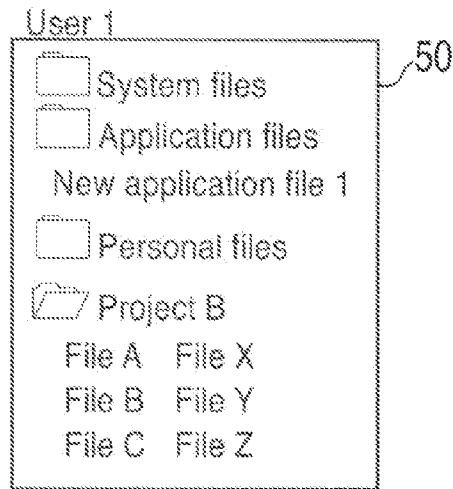 User 1
50
System files
Application files
New application file 1
Personal files
Project B
File A File X
File B File Y
File C File Z